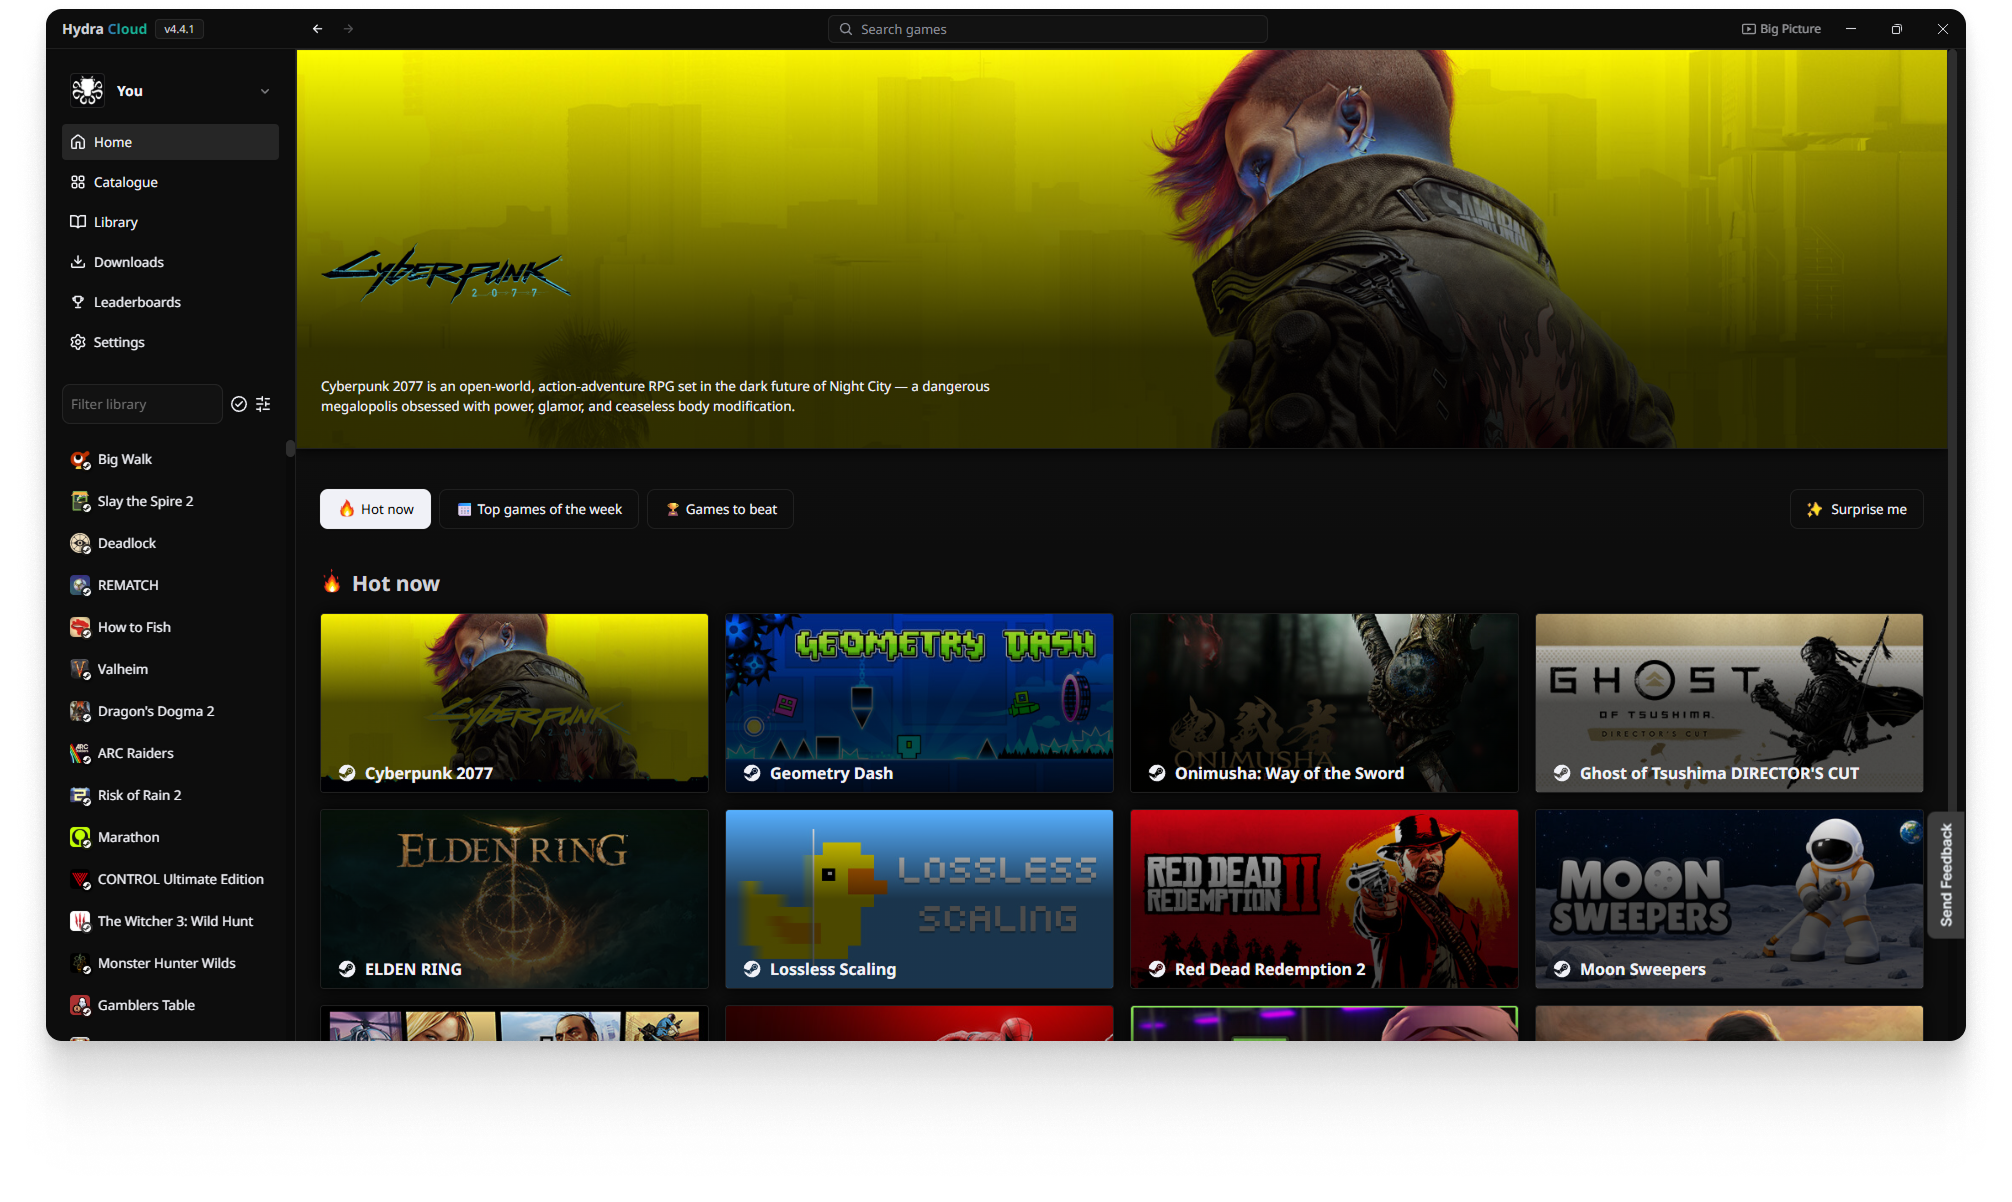 Hydra Cloud v4.4.1
Search games
Big Picture
You
Home
Catalogue
Library
Downloads
Leaderboards
Settings
Filter library
Big Walk
Slay the Spire 2
Deadlock
REMATCH
How to Fish
Valheim
Dragon's Dogma 2
ARC Raiders
Risk of Rain 2
Marathon
CONTROL Ultimate Edition
The Witcher 3: Wild Hunt
Monster Hunter Wilds
Gamblers Table
SAMURAI
CYBERPUNK
2077
Cyberpunk 2077 is an open-world, action-adventure RPG set in the dark future of Night City — a dangerous
megalopolis obsessed with power, glamor, and ceaseless body modification.
Hot now
Top games of the week
Games to beat
Surprise me
Hot now
CYBERPUNK
2077
Cyberpunk 2077
GEOMETRY DASH
Geometry Dash
鬼武者
ONIMUSHA
Onimusha: Way of the Sword
GHOST
OF TSUSHIMA.
DIRECTOR'S CUT
Ghost of Tsushima DIRECTOR'S CUT
ELDEN RING
ELDEN RING
LOSSLESS
SCALING
Lossless Scaling
RED DEAD
REDEMPTION II
Red Dead Redemption 2
MOON
SWEEPERS
Moon Sweepers
Send Feedback